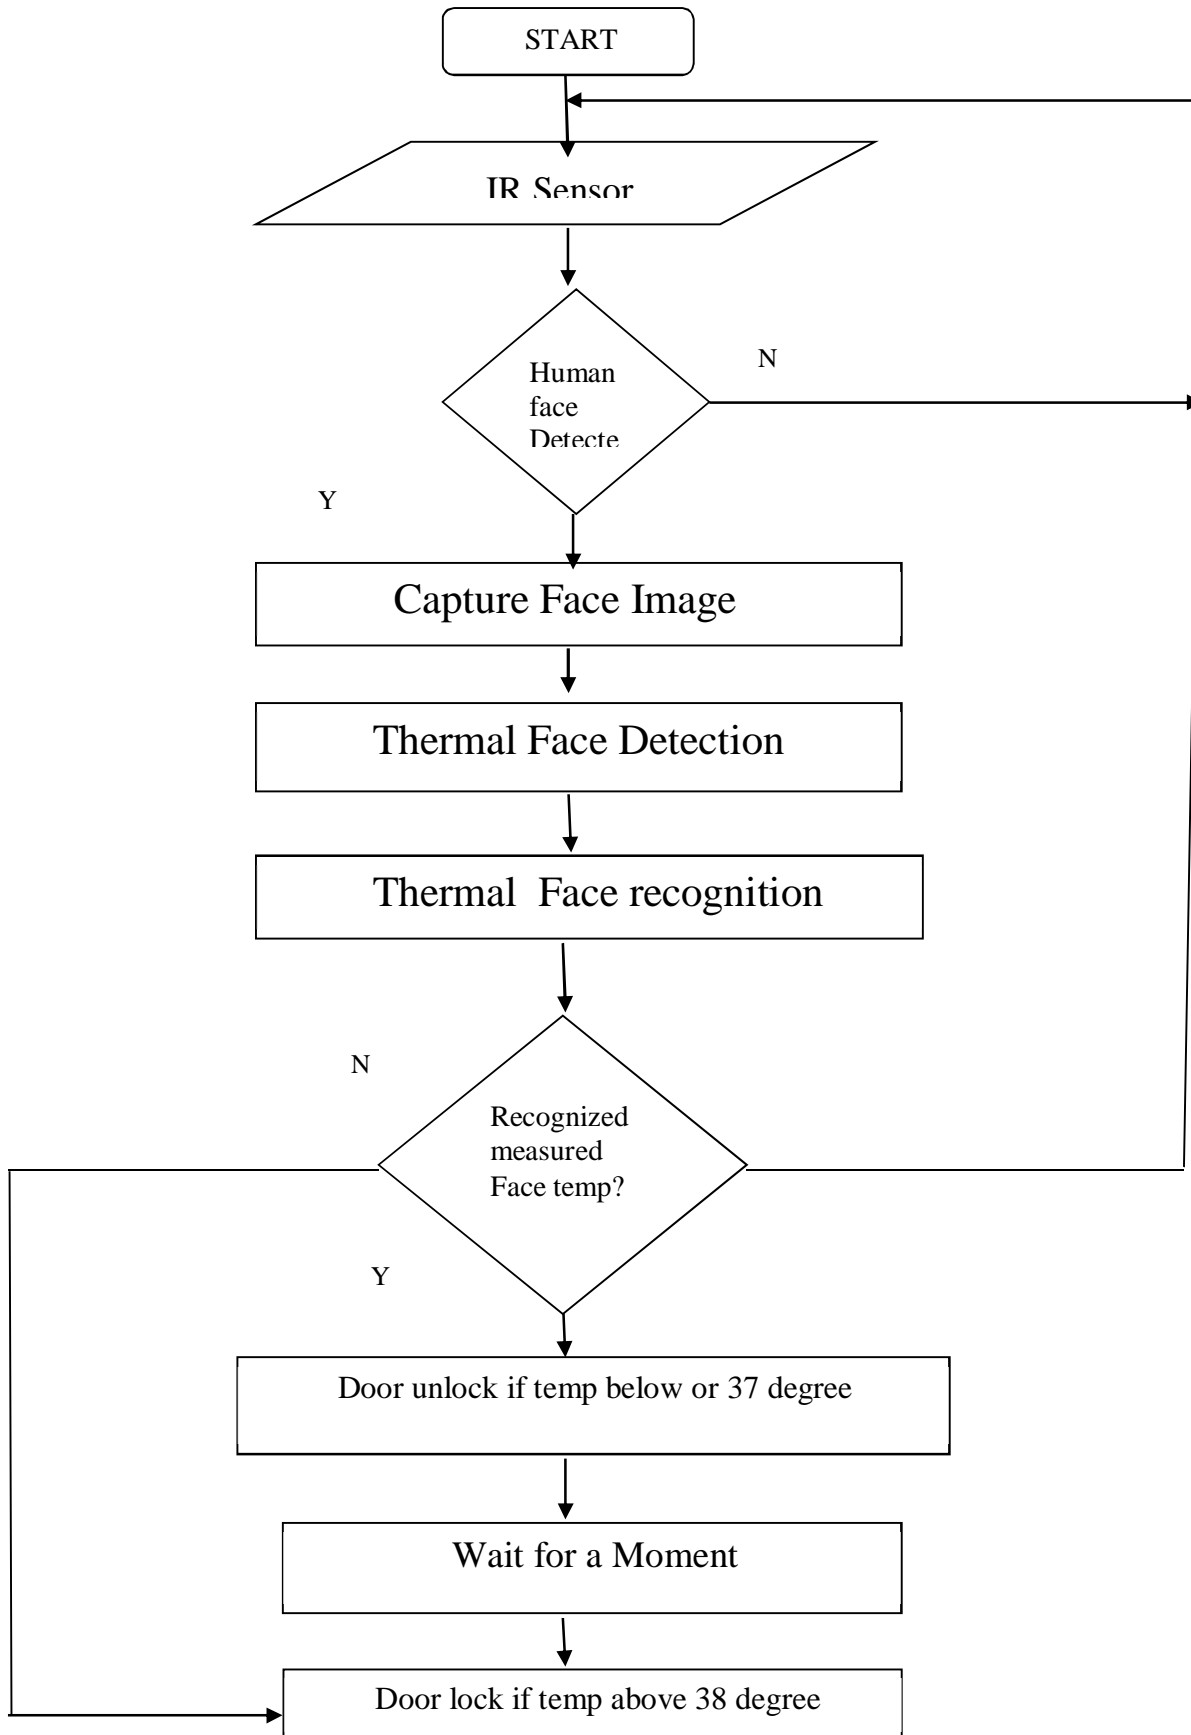 START
IR Sensor
N
Human
face
Detecte
Y
Capture Face Image
Thermal Face Detection
Thermal Face recognition
N
Recognized
measured
Face temp?
Y
Door unlock if temp below or 37 degree
Wait for a Moment
Door lock if temp above 38 degree